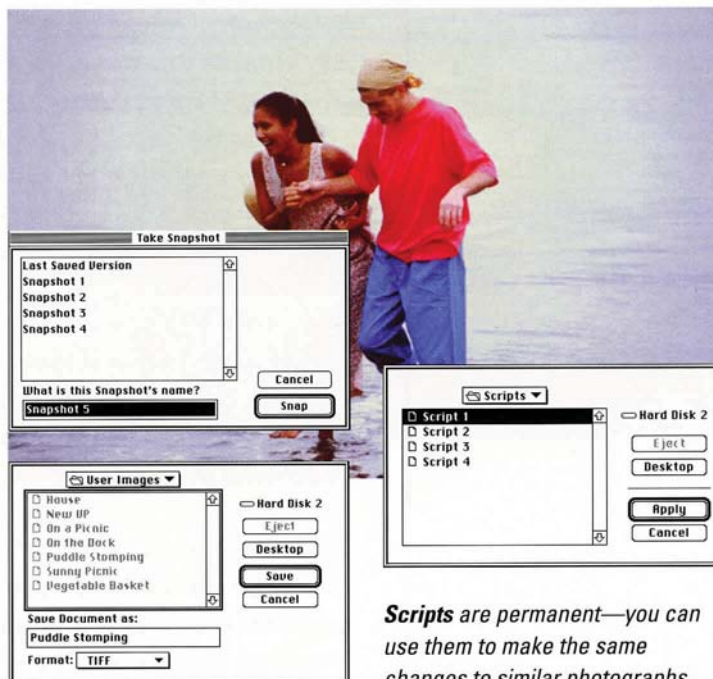 Take Snapshot
Last Saved Version
Snapshot 1
Snapshot 2
Snapshot 3
Snapshot 4
What is this Snapshot's name?
Snapshot 5
Cancel
Snap
User Images
House
New VP
On a Picnic
On the Dock
Puddle Stomping
Sunny Picnic
Vegetable Basket
Hard Disk 2
Eject
Desktop
Save
Cancel
Save Document as:
Puddle Stomping
Format: TIFF
Scripts
Script 1
Script 2
Script 3
Script 4
Hard Disk 2
Eject
Desktop
Apply
Cancel
Scripts are permanent—you can
use them to make the same
changes to similar photographs